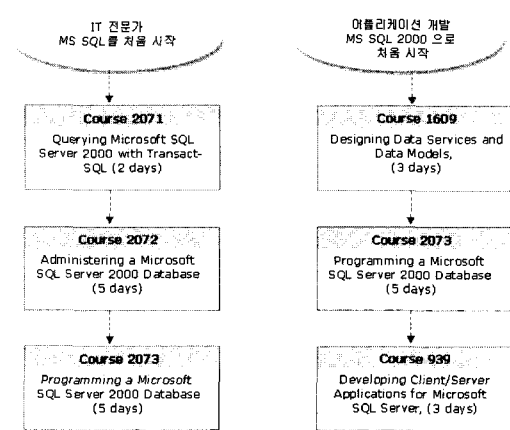 IT 전문가
MS SQL를 처음 시작
Course 2071
Querying Microsoft SQL
Server 2000 with Transact-
SQL (2 days)
Course 2072
Administering a Microsoft
SQL Server 2000 Database
(5 days)
Course 2073
Programming a Microsoft
SQL Server 2000 Database
(5 days)
어플리케이션 개발
MS SQL 2000 으로
처음 시작
Course 1609
Designing Data Services and
Data Models,
(3 days)
Course 2073
Programming a Microsoft
SQL Server 2000 Database
(5 days)
Course 939
Developing Client/Server
Applications for Microsoft
SQL Server, (3 days)